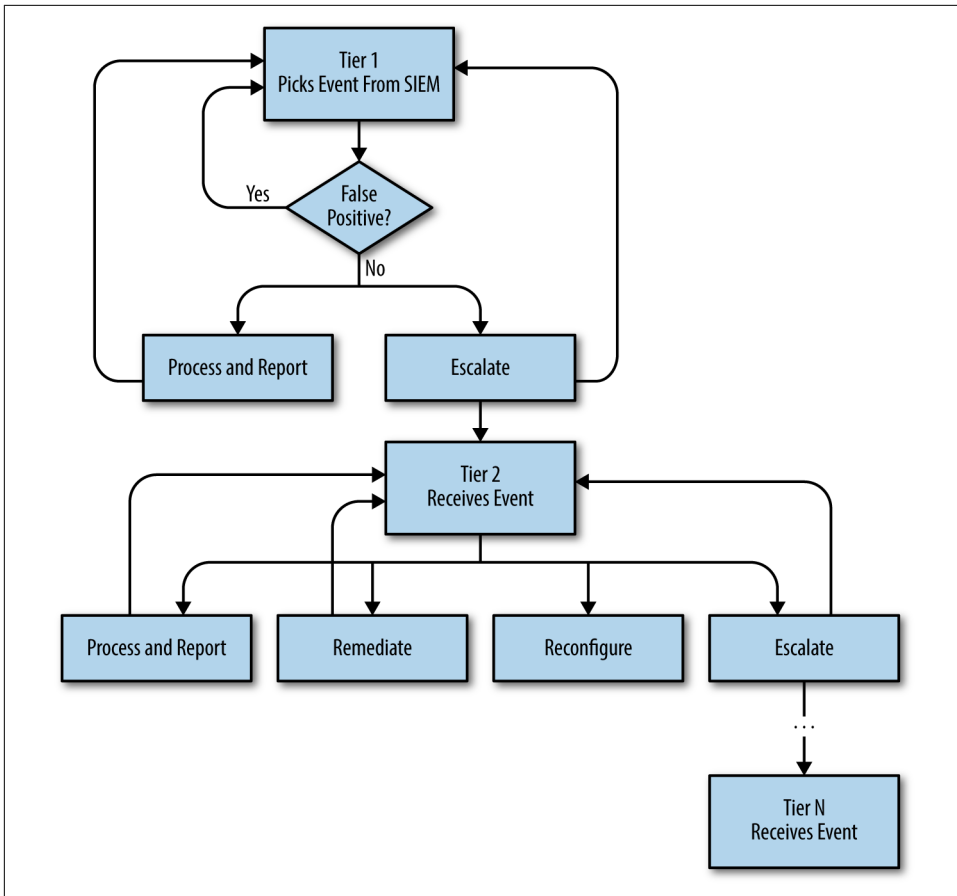 Tier 1
Picks Event From SIEM
Yes
False
Positive?
No
Process and Report
Escalate
Tier 2
Receives Event
Process and Report
Remediate
Reconfigure
Escalate
...
Tier N
Receives Event